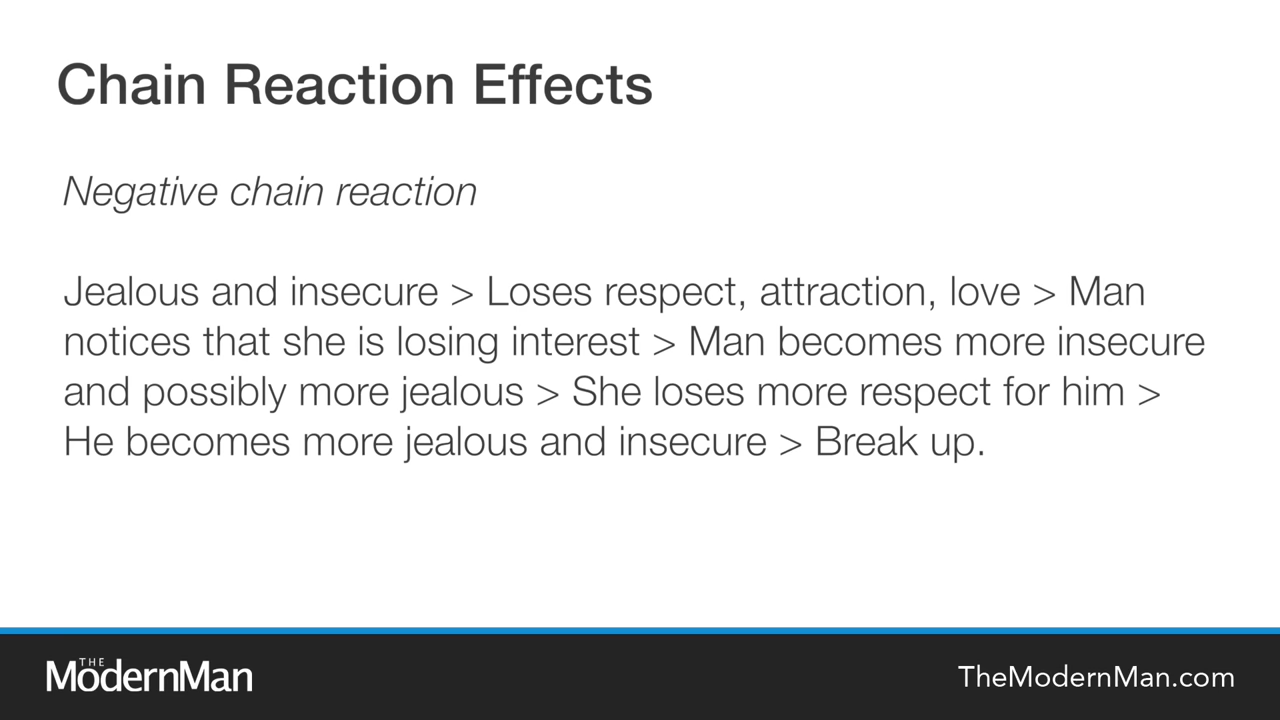 Chain Reaction Effects
Negative chain reaction
Jealous and insecure > Loses respect, attraction, love > Man
notices that she is losing interest > Man becomes more insecure
and possibly more jealous > She loses more respect for him >
He becomes more jealous and insecure > Break up.
THE
ModernMan
TheModernMan.com